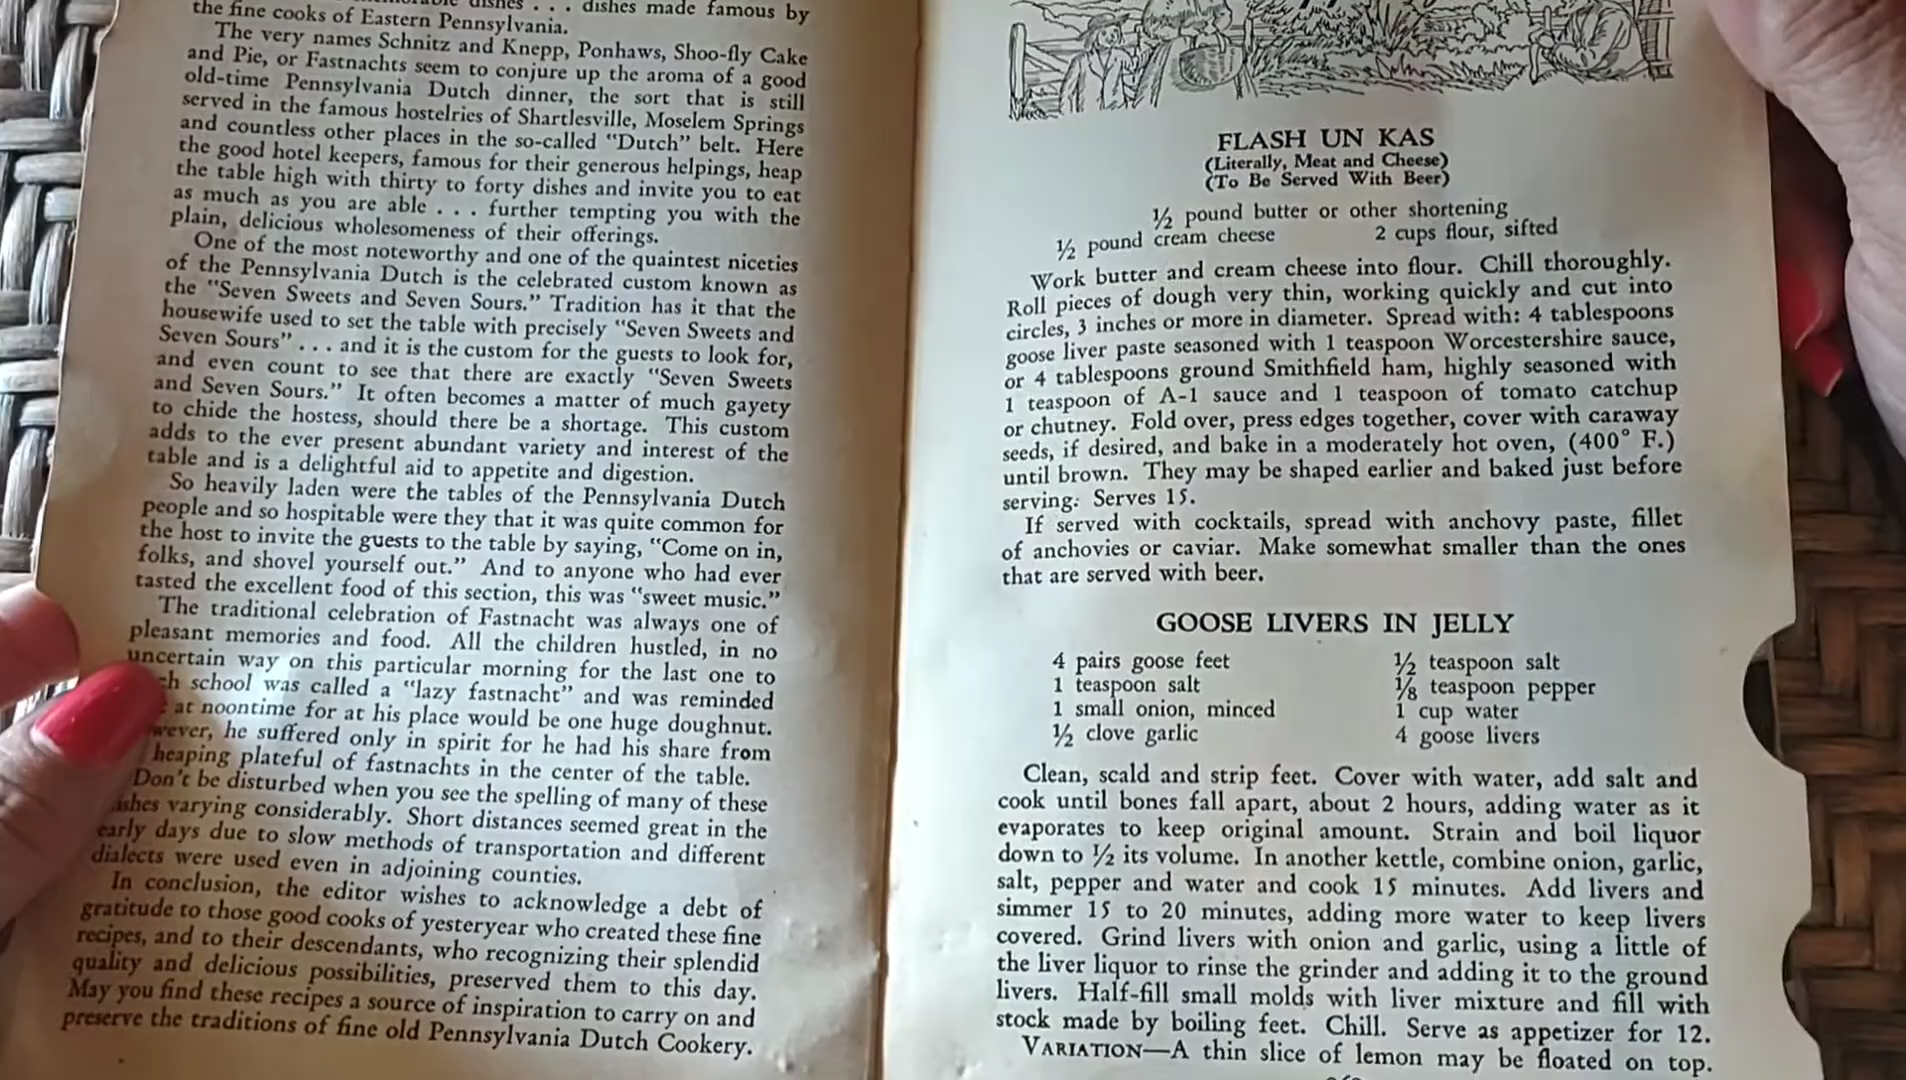 dishes . . . dishes made famous by
the fine cooks of Eastern Pennsylvania.
The very names Schnitz and Knepp, Ponhaws, Shoo-fly Cake
and Pie, or Fastnachts seem to conjure up the aroma of a good
old-time Pennsylvania Dutch dinner, the sort that is still
served in the famous hostelries of Shartlesville, Moselem Springs
and countless other places in the so-called "Dutch" belt. Here
the good hotel keepers, famous for their generous helpings, heap
the table high with thirty to forty dishes and invite you to eat
as much as you are able . . . further tempting you with the
plain, delicious wholesomeness of their offerings.
One of the most noteworthy and one of the quaintest niceties
of the Pennsylvania Dutch is the celebrated custom known as
the "Seven Sweets and Seven Sours." Tradition has it that the
housewife used to set the table with precisely "Seven Sweets and
Seven Sours" . . . and it is the custom for the guests to look for,
and even count to see that there are exactly "Seven Sweets
and Seven Sours." It often becomes a matter of much gayety
to chide the hostess, should there be a shortage. This custom
adds to the ever present abundant variety and interest of the
table and is a delightful aid to appetite and digestion.
So heavily laden were the tables of the Pennsylvania Dutch
people and so hospitable were they that it was quite common for
the host to invite the guests to the table by saying, "Come on in,
folks, and shovel yourself out." And to anyone who had ever
tasted the excellent food of this section, this was "sweet music."
The traditional celebration of Fastnacht was always one of
pleasant memories and food. All the children hustled, in no
uncertain way on this particular morning for the last one to
school was called a "lazy fastnacht" and was reminded
at noontime for at his place would be one huge doughnut.
he suffered only in spirit for he had his share from
heaping plateful of fastnachts in the center of the table.
Don't be disturbed when you see the spelling of many of these
varying considerably. Short distances seemed great in the
early days due to slow methods of transportation and different
dialects were used even in adjoining counties.
In conclusion, the editor wishes to acknowledge a debt of
gratitude to those good cooks of yesteryear who created these fine
recipes, and to their descendants, who recognizing their splendid
quality and delicious possibilities, preserved them to this day.
May you find these recipes a source of inspiration to carry on and
preserve the traditions of fine old Pennsylvania Dutch Cookery.
FLASH UN KAS
(Literally, Meat and Cheese)
(To Be Served With Beer)
½ pound butter or other shortening
½ pound cream cheese 2 cups flour, sifted
Work butter and cream cheese into flour. Chill thoroughly.
Roll pieces of dough very thin, working quickly and cut into
circles, 3 inches or more in diameter. Spread with: 4 tablespoons
goose liver paste seasoned with 1 teaspoon Worcestershire sauce,
or 4 tablespoons ground Smithfield ham, highly seasoned with
1 teaspoon of A-1 sauce and 1 teaspoon of tomato catchup
or chutney. Fold over, press edges together, cover with caraway
seeds, if desired, and bake in a moderately hot oven, (400° F.)
until brown. They may be shaped earlier and baked just before
serving. Serves 15.
If served with cocktails, spread with anchovy paste, fillet
of anchovies or caviar. Make somewhat smaller than the ones
that are served with beer.
GOOSE LIVERS IN JELLY
4 pairs goose feet ½ teaspoon salt
1 teaspoon salt ⅛ teaspoon pepper
1 small onion, minced 1 cup water
½ clove garlic 4 goose livers
Clean, scald and strip feet. Cover with water, add salt and
cook until bones fall apart, about 2 hours, adding water as it
evaporates to keep original amount. Strain and boil liquor
down to ½ its volume. In another kettle, combine onion, garlic,
salt, pepper and water and cook 15 minutes. Add livers and
simmer 15 to 20 minutes, adding more water to keep livers
covered. Grind livers with onion and garlic, using a little of
the liver liquor to rinse the grinder and adding it to the ground
livers. Half-fill small molds with liver mixture and fill with
stock made by boiling feet. Chill. Serve as appetizer for 12.
VARIATION—A thin slice of lemon may be floated on top.